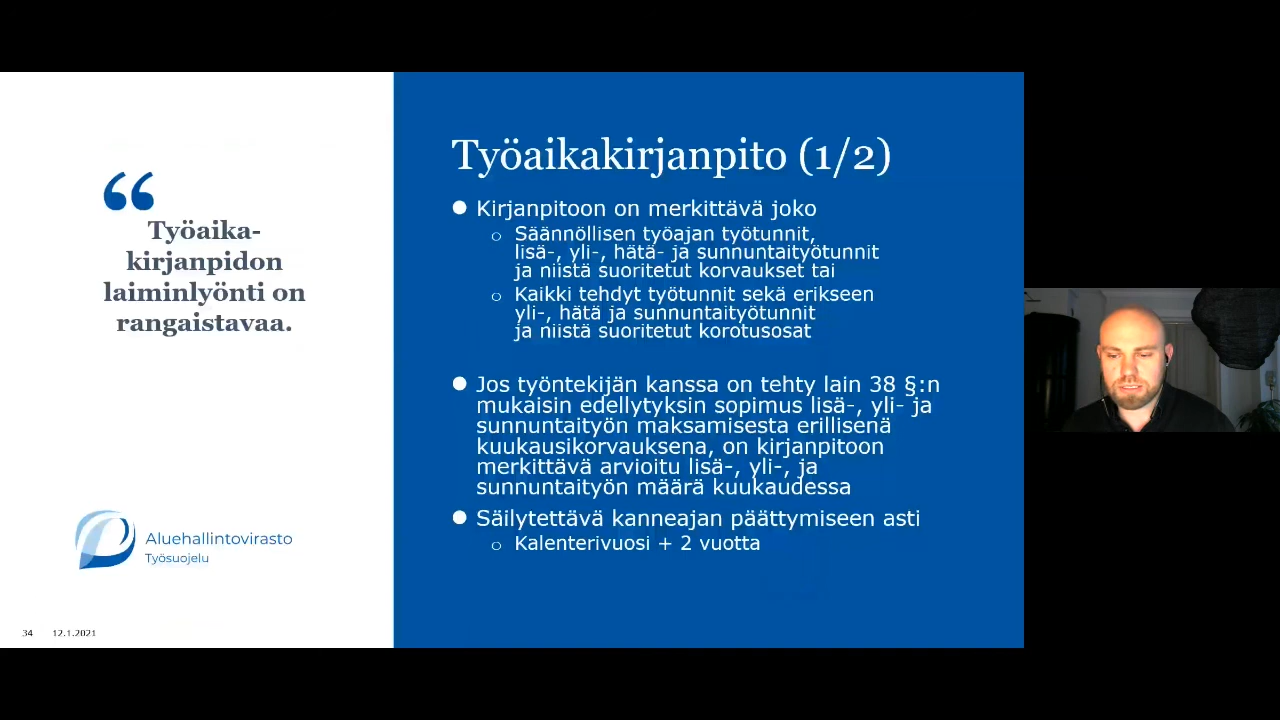 Työaika-
kirjanpidon
laiminlyönti on
rangaistavaa.
Aluehallintovirasto
Työsuojelu
34 12.1.2021
Työaikakirjanpito (1/2)
Kirjanpitoon on merkittävä joko
Säännöllisen työajan työtunnit,
lisä-, yli-, hätä- ja sunnuntaityötunnit
ja niistä suoritetut korvaukset tai
Kaikki tehdyt työtunnit sekä erikseen
yli-, hätä ja sunnuntaityötunnit
ja niistä suoritetut korotusosat
Jos työntekijän kanssa on tehty lain 38 §:n
mukaisin edellytyksin sopimus lisä-, yli- ja
sunnuntaityön maksamisesta erillisenä
kuukausikorvauksena, on kirjanpitoon
merkittävä arvioitu lisä-, yli-, ja
sunnuntaityön määrä kuukaudessa
Säilytettävä kanneajan päättymiseen asti
Kalenterivuosi + 2 vuotta